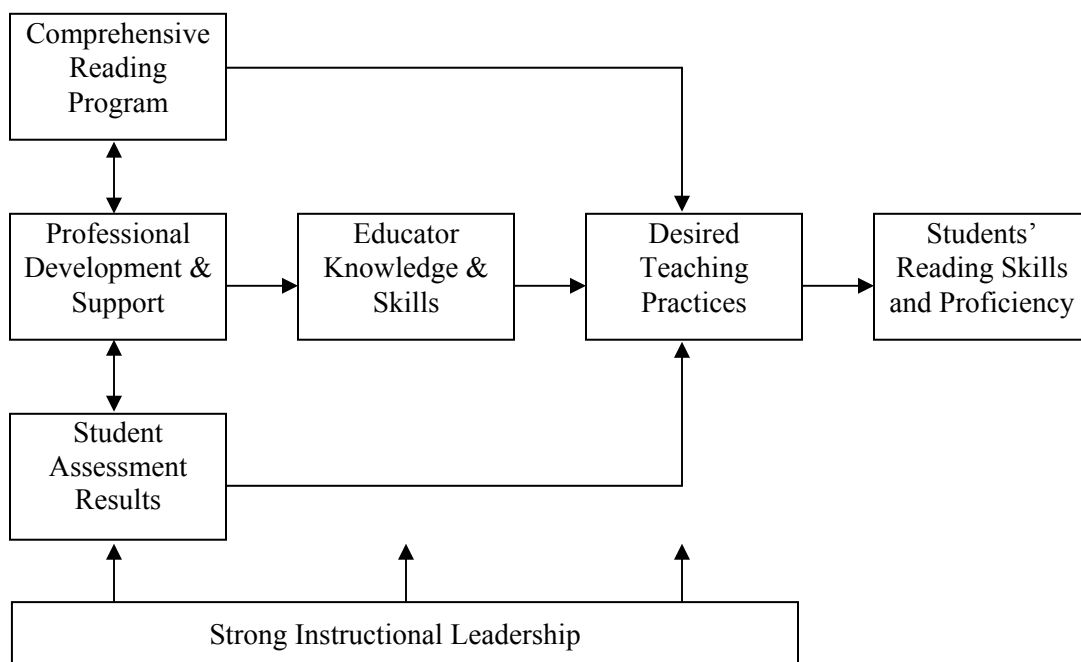 Comprehensive
Reading
Program
Professional
Development &
Support
Educator
Knowledge &
Skills
Desired
Teaching
Practices
Students’
Reading Skills
and Proficiency
Student
Assessment
Results
Strong Instructional Leadership